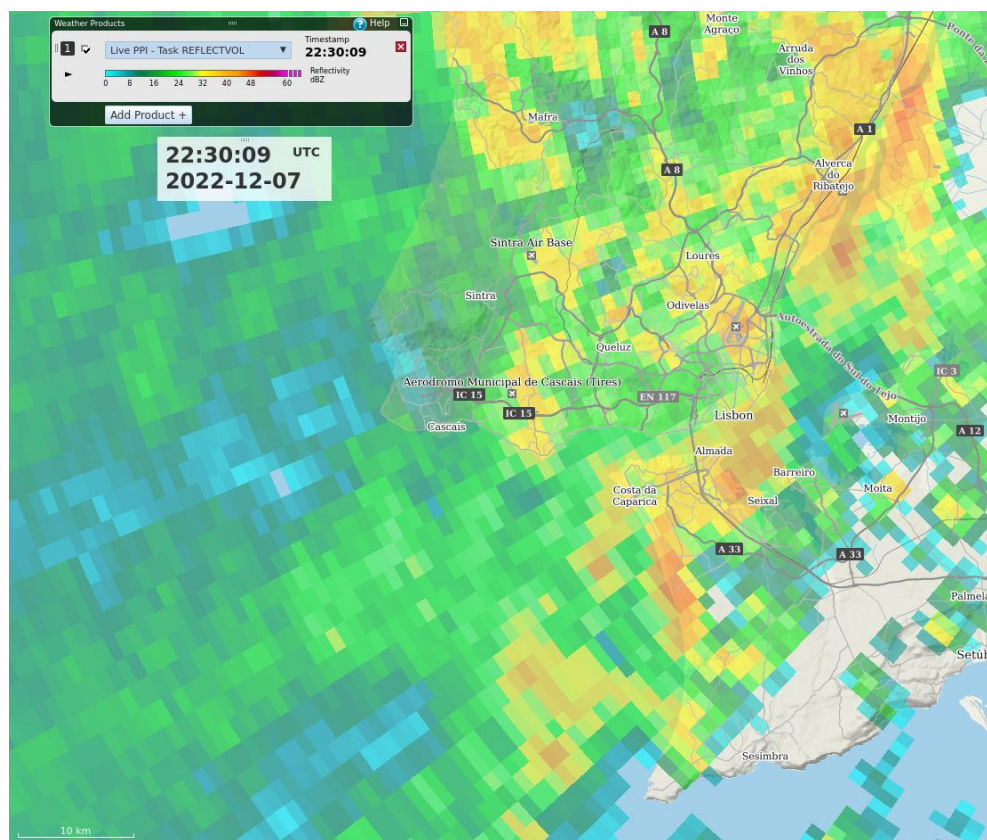 Weather Products
Help
1
Live PPI - Task REFLECTVOL
Timestamp
22:30:09
0 8 16 24 32 40 48 60
Reflectivity
dBZ
Add Product +
22:30:09 UTC
2022-12-07
Monte
Agraço
A 8
Arruda
dos
Vinhos
Mafra
A 1
A 8
Alverca
do
Ribatejo
Sintra Air Base
Loures
Sintra
Odivelas
Autoestrada do Sul do Tejo
Queluz
IC 3
Aeródromo Municipal de Cascais (Tires)
IC 15
EN 117
IC 15
Lisbon
Cascais
Montijo
A 12
Almada
Barreiro
Costa da
Caparica
Seixal
Moita
A 33
A 33
Palmela
Sesimbra
10 km